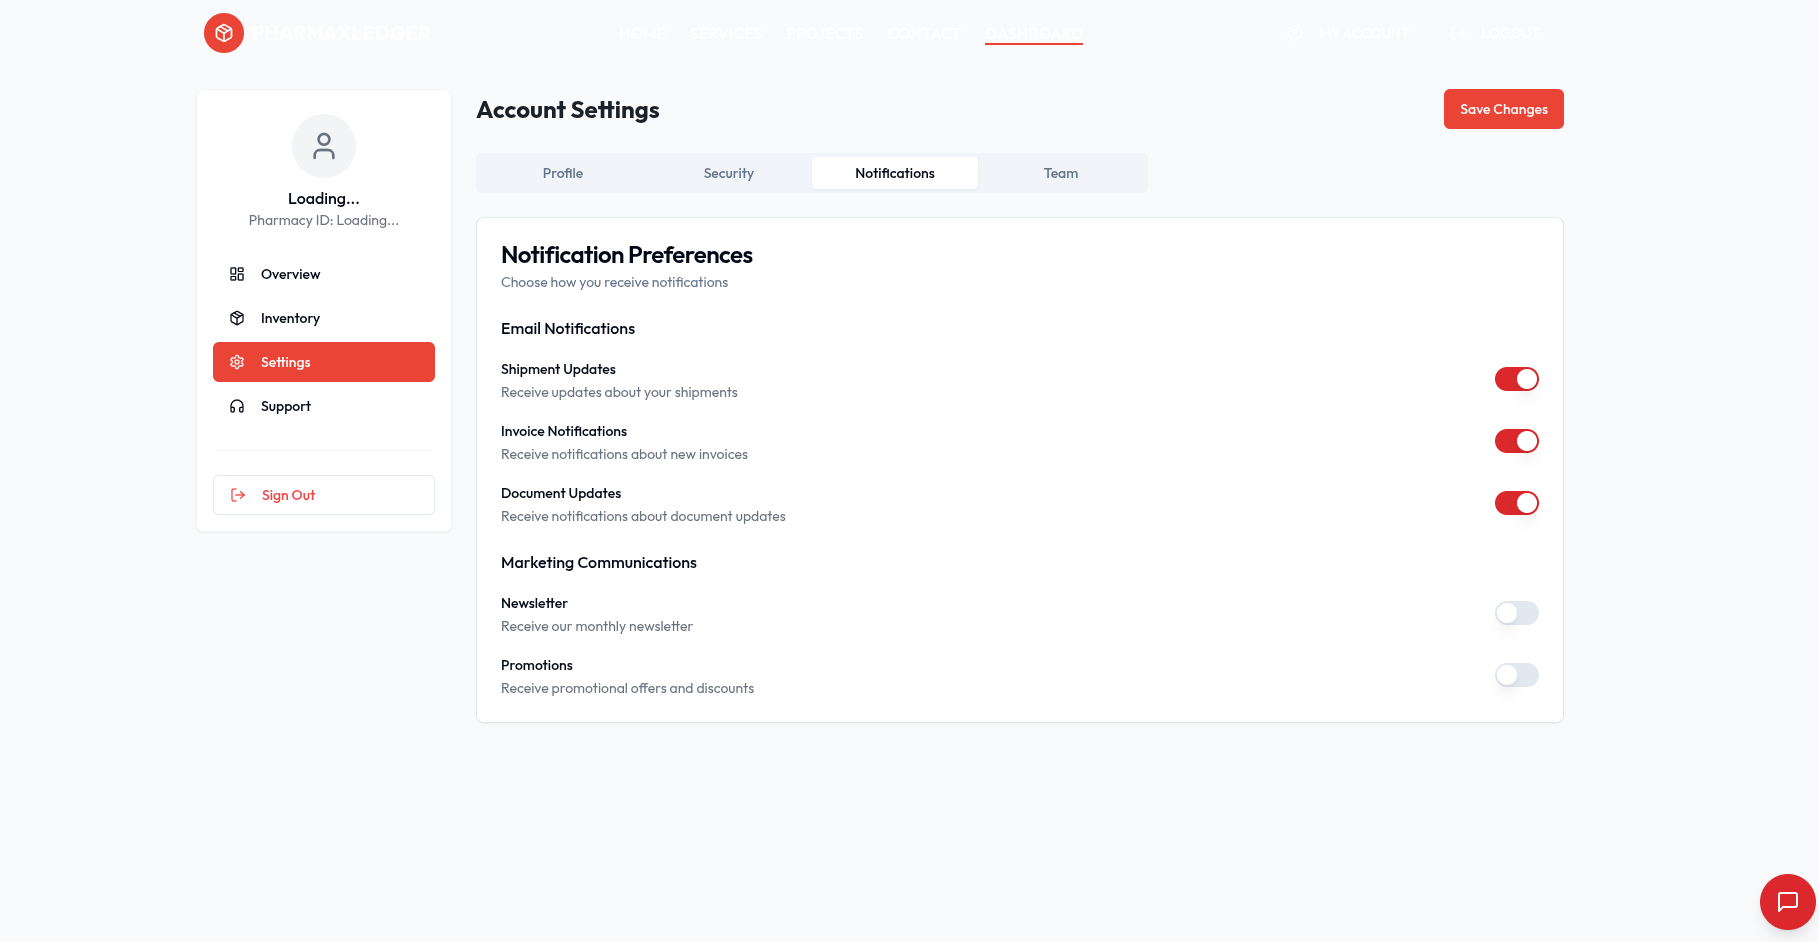 PHARMAXLEDGER
HOME SERVICES PROJECTS CONTACT DASHBOARD
MY ACCOUNT LOGOUT
Loading...
Pharmacy ID: Loading...
Overview
Inventory
Settings
Support
Sign Out
Account Settings
Save Changes
Profile Security Notifications Team
Notification Preferences
Choose how you receive notifications
Email Notifications
Shipment Updates
Receive updates about your shipments
Invoice Notifications
Receive notifications about new invoices
Document Updates
Receive notifications about document updates
Marketing Communications
Newsletter
Receive our monthly newsletter
Promotions
Receive promotional offers and discounts